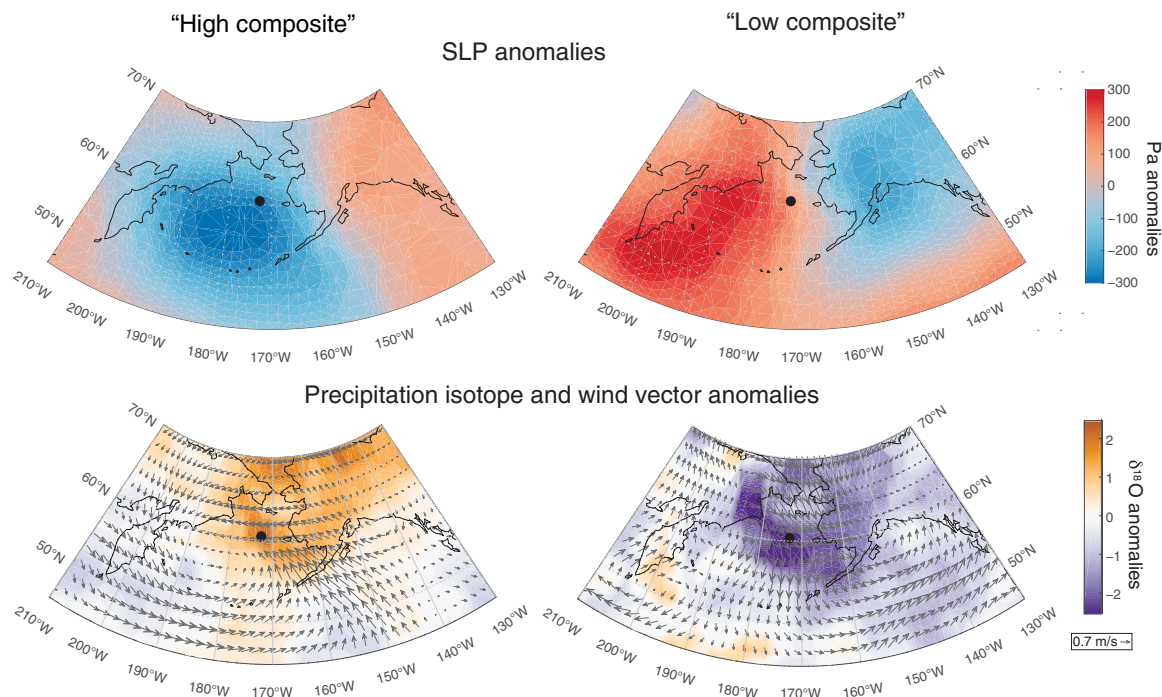 “High composite”
“Low composite”
SLP anomalies
70°N
60°N
50°N
210°W
200°W
190°W
180°W
170°W
160°W
150°W
140°W
130°W
70°N
60°N
50°N
210°W
200°W
190°W
180°W
170°W
160°W
150°W
140°W
130°W
300
200
100
0
−100
−200
−300
Pa anomalies
Precipitation isotope and wind vector anomalies
70°N
60°N
50°N
210°W
200°W
190°W
180°W
170°W
160°W
150°W
140°W
130°W
70°N
60°N
50°N
210°W
200°W
190°W
180°W
170°W
160°W
150°W
140°W
130°W
2
1
0
−1
−2
δ18O anomalies
0.7 m/s→